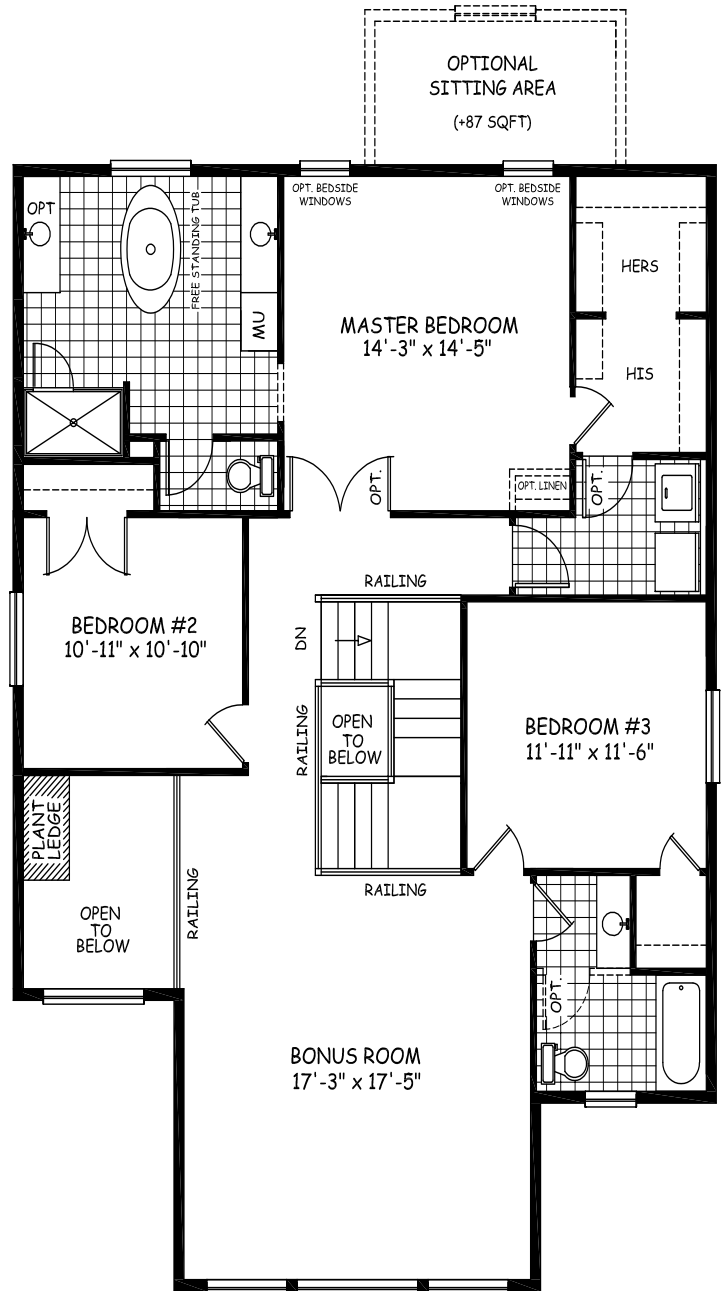 OPTIONAL
SITTING AREA
(+87 SQFT)
OPT. BEDSIDE
WINDOWS
OPT. BEDSIDE
WINDOWS
OPT
FREE STANDING TUB
MU
MASTER BEDROOM
14'-3" x 14'-5"
HERS
HIS
OPT.
OPT. LINEN
OPT.
RAILING
DN
BEDROOM #2
10'-11" x 10'-10"
RAILING
OPEN
TO
BELOW
BEDROOM #3
11'-11" x 11'-6"
PLANT
LEDGE
RAILING
RAILING
OPEN
TO
BELOW
OPT.
BONUS ROOM
17'-3" x 17'-5"